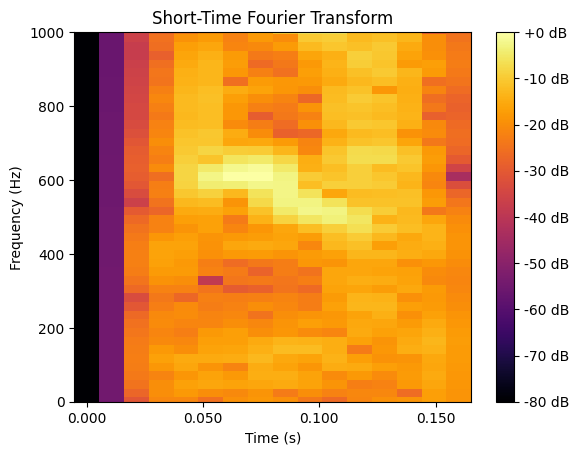 Short-Time Fourier Transform
Frequency (Hz)
1000
800
600
400
200
0
0.000
0.050
0.100
0.150
Time (s)
+0 dB
-10 dB
-20 dB
-30 dB
-40 dB
-50 dB
-60 dB
-70 dB
-80 dB